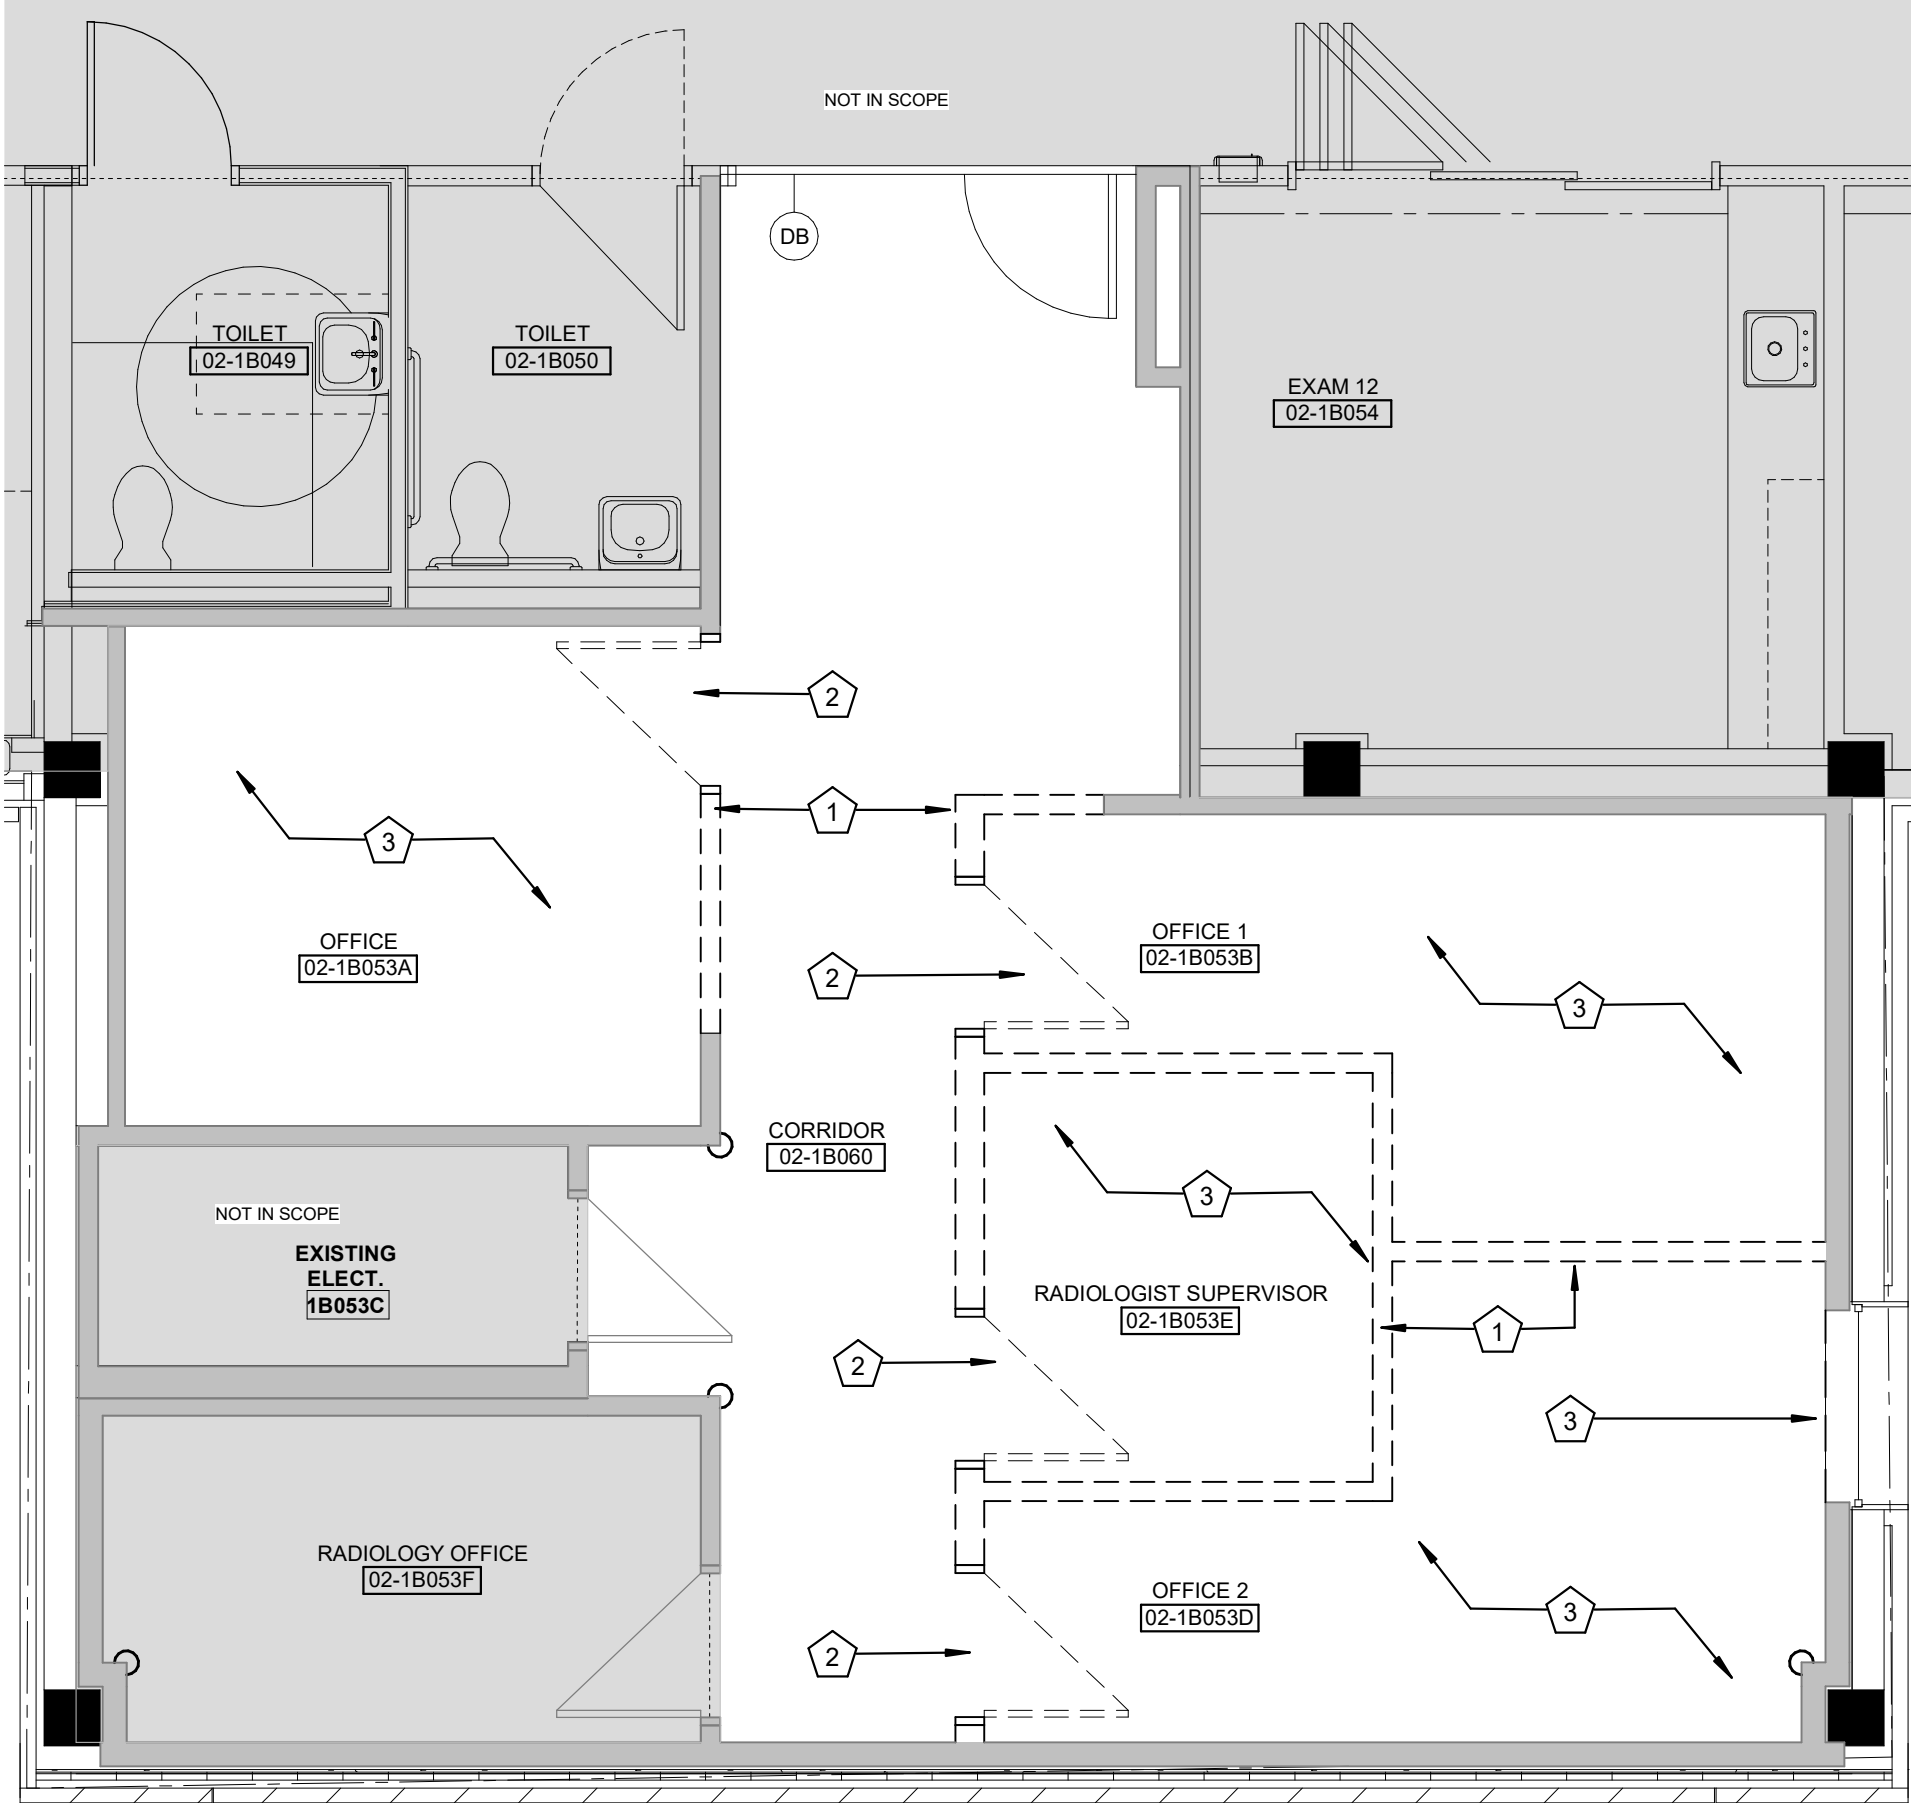 NOT IN SCOPE
DB
TOILET
02-1B049
TOILET
02-1B050
EXAM 12
02-1B054
2
1
3
OFFICE
02-1B053A
2
OFFICE 1
02-1B053B
3
CORRIDOR
02-1B060
3
NOT IN SCOPE
EXISTING
ELECT.
1B053C
RADIOLOGIST SUPERVISOR
02-1B053E
1
2
3
RADIOLOGY OFFICE
02-1B053F
OFFICE 2
02-1B053D
3
2